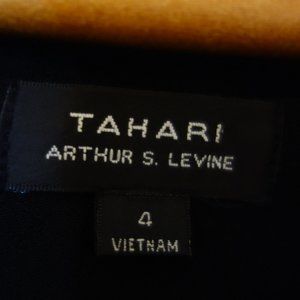 TAHARI
ARTHUR S. LEVINE
4
VIETNAM